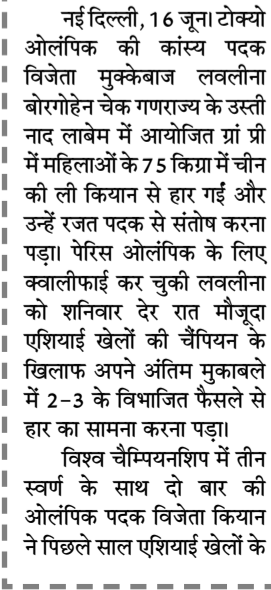 नई दिल्ली, 16 जून। टोक्यो
ओलंपिक की कांस्य पदक
विजेता मुक्केबाज लवलीना
बोरगोहेन चेक गणराज्य के उस्ती
नाद लाबेम में आयोजित ग्रां प्री
में महिलाओं के 75 किग्रा में चीन
की ली कियान से हार गईं और
उन्हें रजत पदक से संतोष करना
पड़ा। पेरिस ओलंपिक के लिए
क्वालीफाई कर चुकी लवलीना
को शनिवार देर रात मौजूदा
एशियाई खेलों की चैंपियन के
खिलाफ अपने अंतिम मुकाबले
में 2-3 के विभाजित फैसले से
हार का सामना करना पड़ा।
विश्व चैम्पियनशिप में तीन
स्वर्ण के साथ दो बार की
ओलंपिक पदक विजेता कियान
ने पिछले साल एशियाई खेलों के